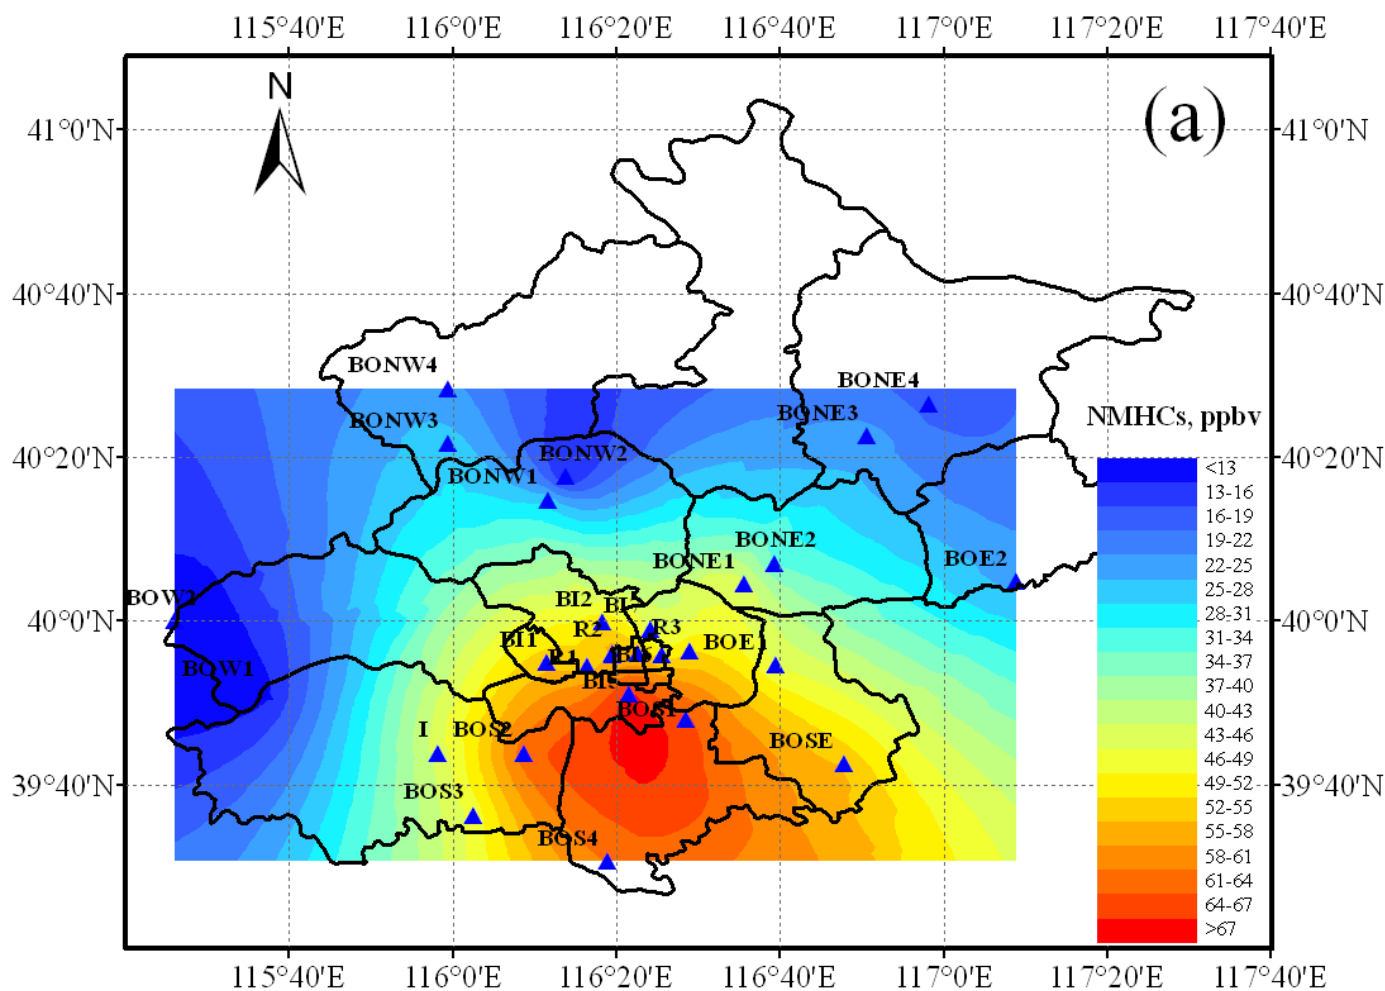 115°40'E 116°0'E 116°20'E 116°40'E 117°0'E 117°20'E 117°40'E
N
(a)
41°0'N 41°0'N
40°40'N 40°40'N
BONW4
BONE4
NMHCs, ppbv
BONW3
BONE3
40°20'N 40°20'N
BONW2
BONW1
<13
13-16
16-19
19-22
22-25
25-28
28-31
31-34
34-37
37-40
40-43
43-46
46-49
49-52
52-55
55-58
58-61
61-64
64-67
>67
BONE2
BONE1
BOE2
BOW2
BI2
40°0'N 40°0'N
R2
R3
BI1
BOE
BOW1
R1
BOS1
I
BOS2
BOSE
39°40'N 39°40'N
BOS3
BOS4
115°40'E 116°0'E 116°20'E 116°40'E 117°0'E 117°20'E 117°40'E